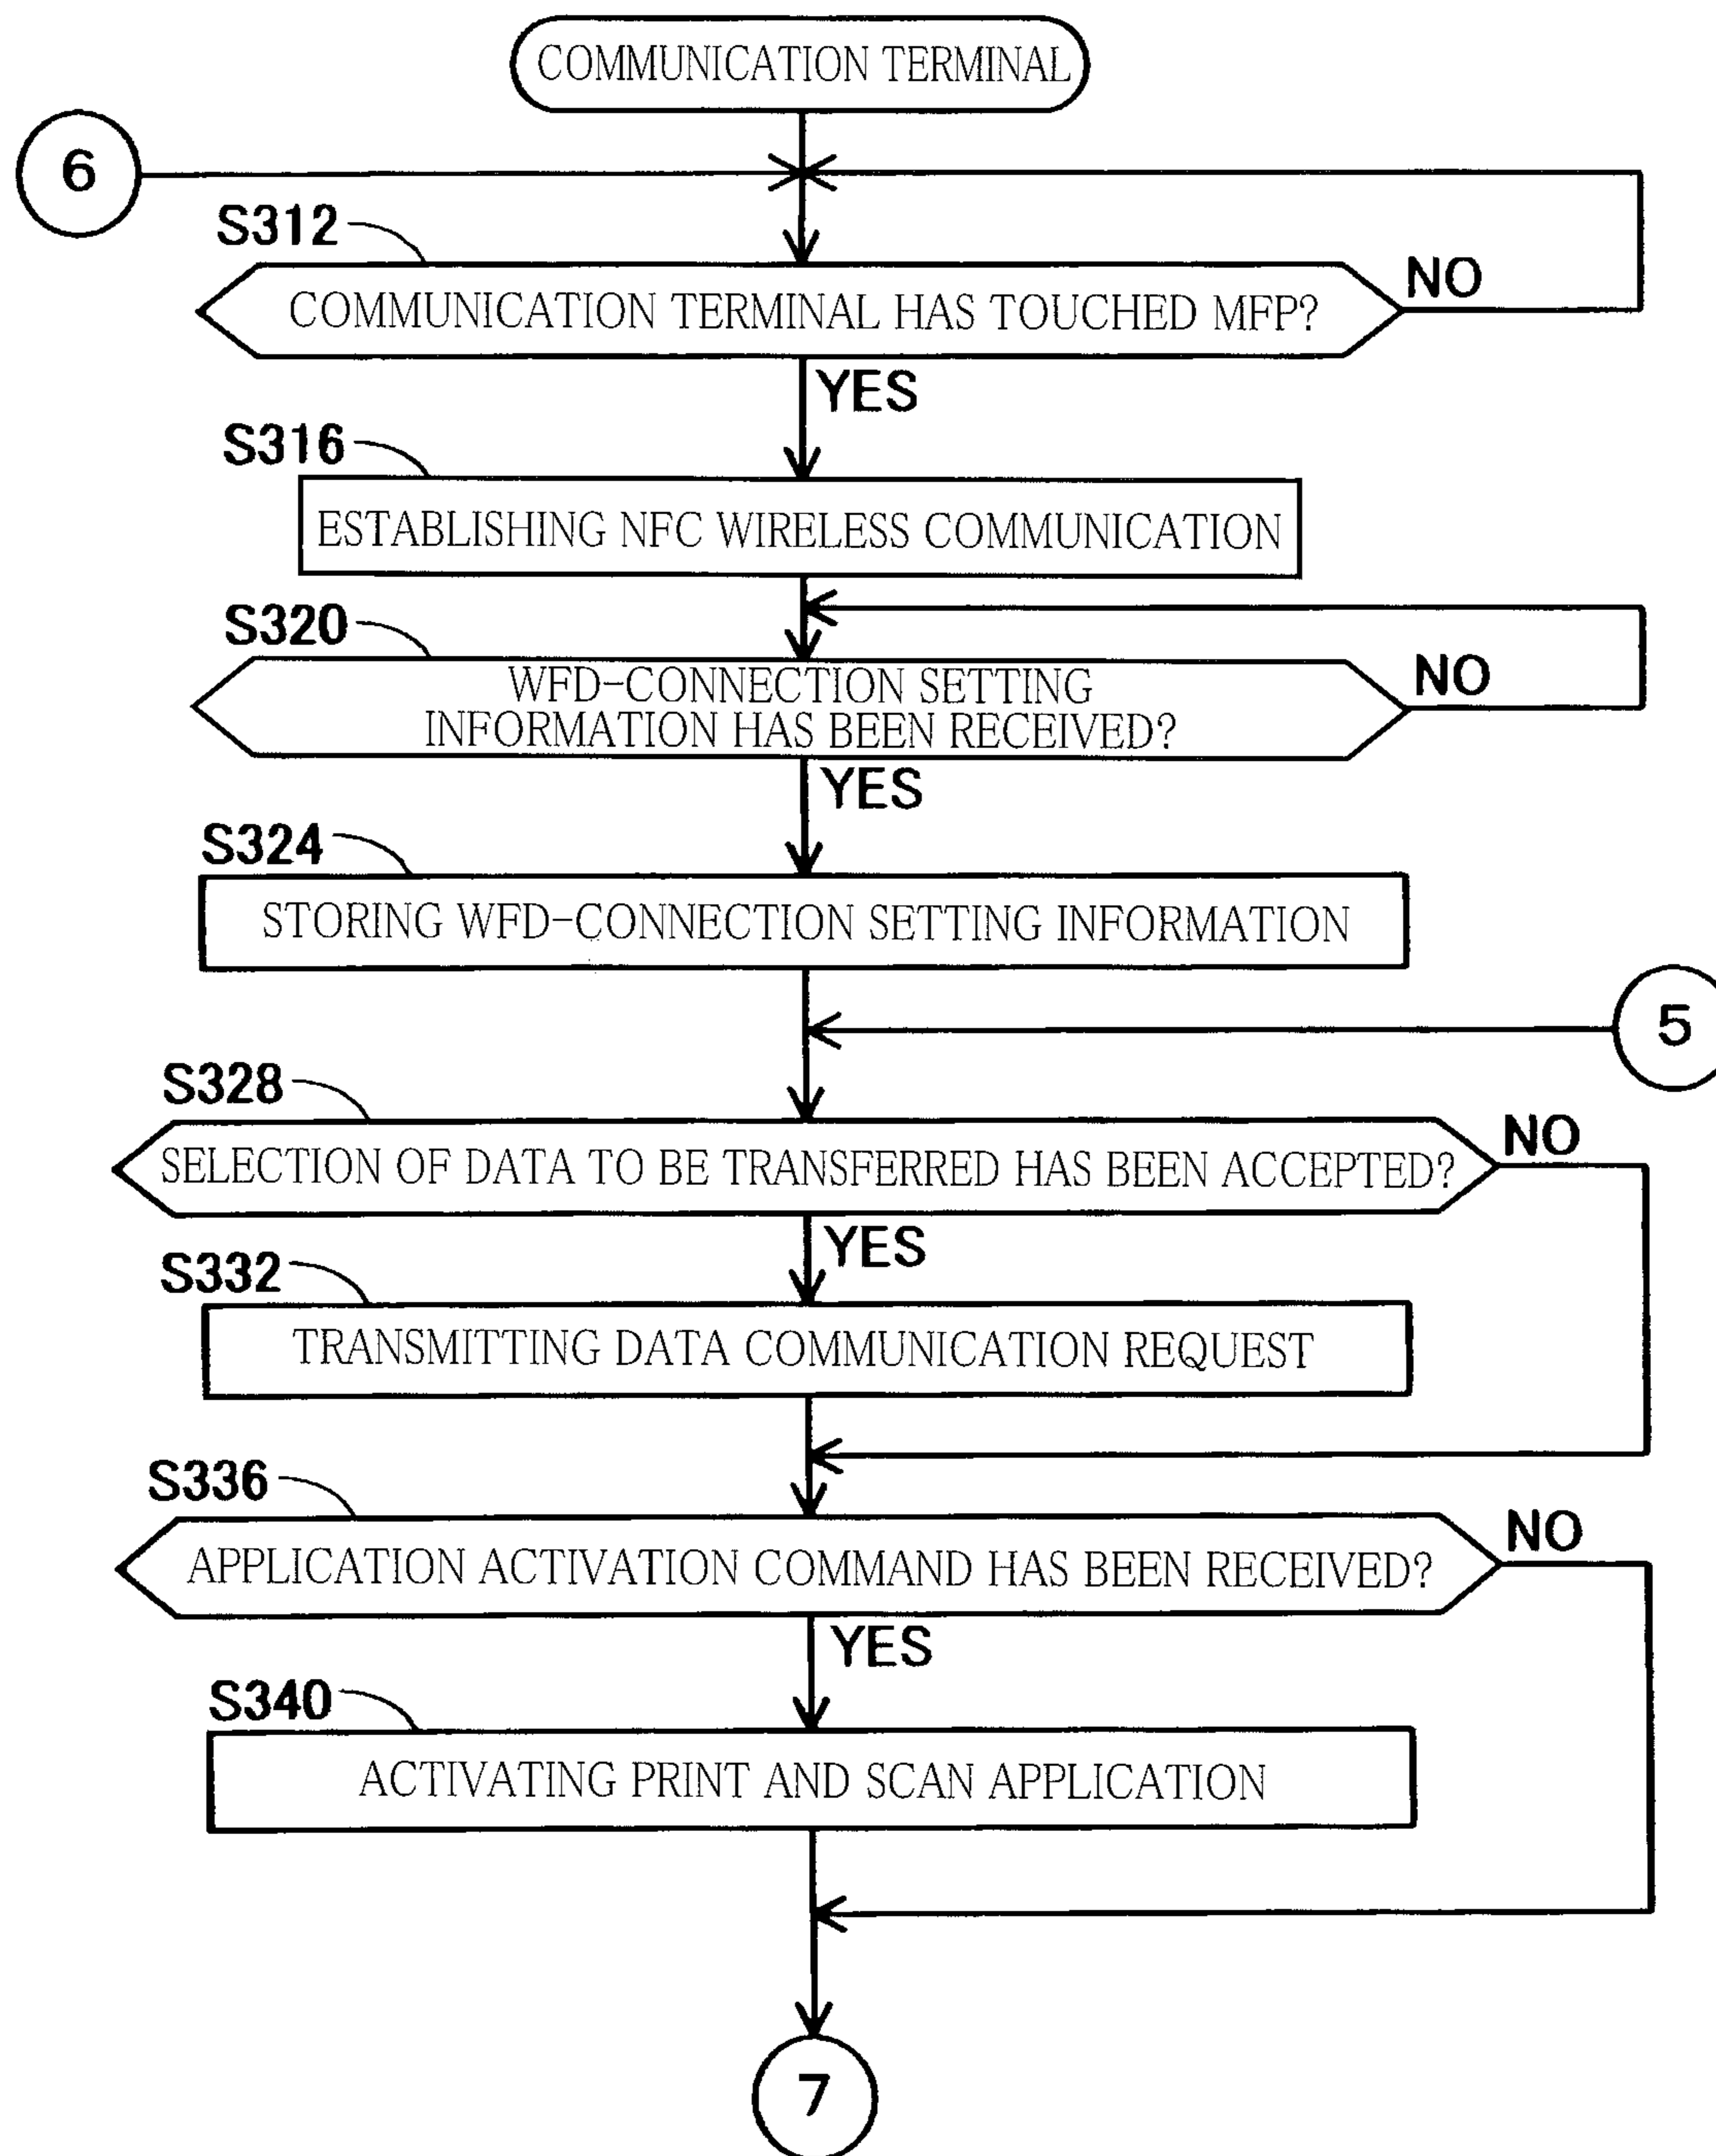 COMMUNICATION TERMINAL
6
S312
COMMUNICATION TERMINAL HAS TOUCHED MFP?
NO
YES
S316
ESTABLISHING NFC WIRELESS COMMUNICATION
S320
WFD-CONNECTION SETTING
INFORMATION HAS BEEN RECEIVED?
NO
YES
S324
STORING WFD-CONNECTION SETTING INFORMATION
5
S328
SELECTION OF DATA TO BE TRANSFERRED HAS BEEN ACCEPTED?
NO
YES
S332
TRANSMITTING DATA COMMUNICATION REQUEST
S336
APPLICATION ACTIVATION COMMAND HAS BEEN RECEIVED?
NO
YES
S340
ACTIVATING PRINT AND SCAN APPLICATION
7